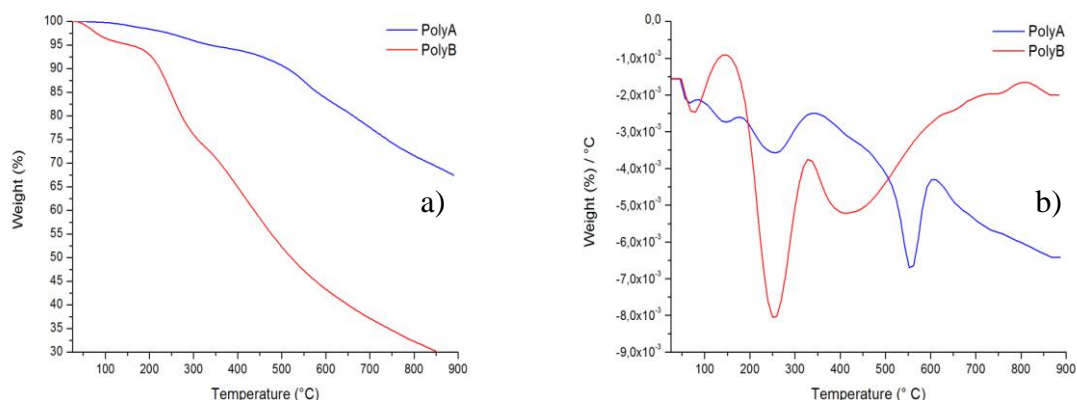 100
95
90
85
80
75
70
65
60
55
50
45
40
35
30
Weight (%)
100 200 300 400 500 600 700 800 900
Temperature (°C)
PolyA
PolyB
a)
0,0
-1,0x10⁻³
-2,0x10⁻³
-3,0x10⁻³
-4,0x10⁻³
-5,0x10⁻³
-6,0x10⁻³
-7,0x10⁻³
-8,0x10⁻³
-9,0x10⁻³
Weight (%) / °C
100 200 300 400 500 600 700 800 900
Temperature (° C)
PolyA
PolyB
b)